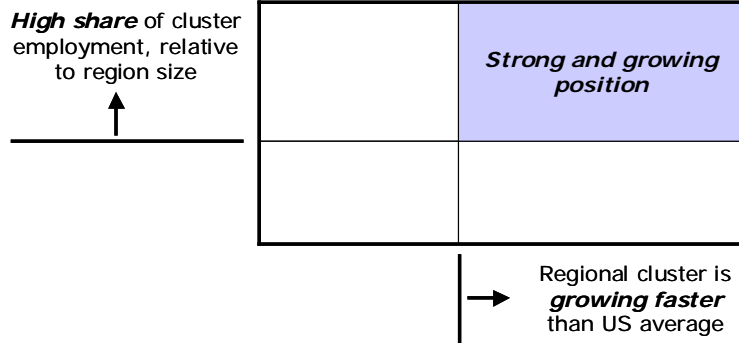 High share of cluster
employment, relative
to region size
Strong and growing
position
Regional cluster is
growing faster
than US average